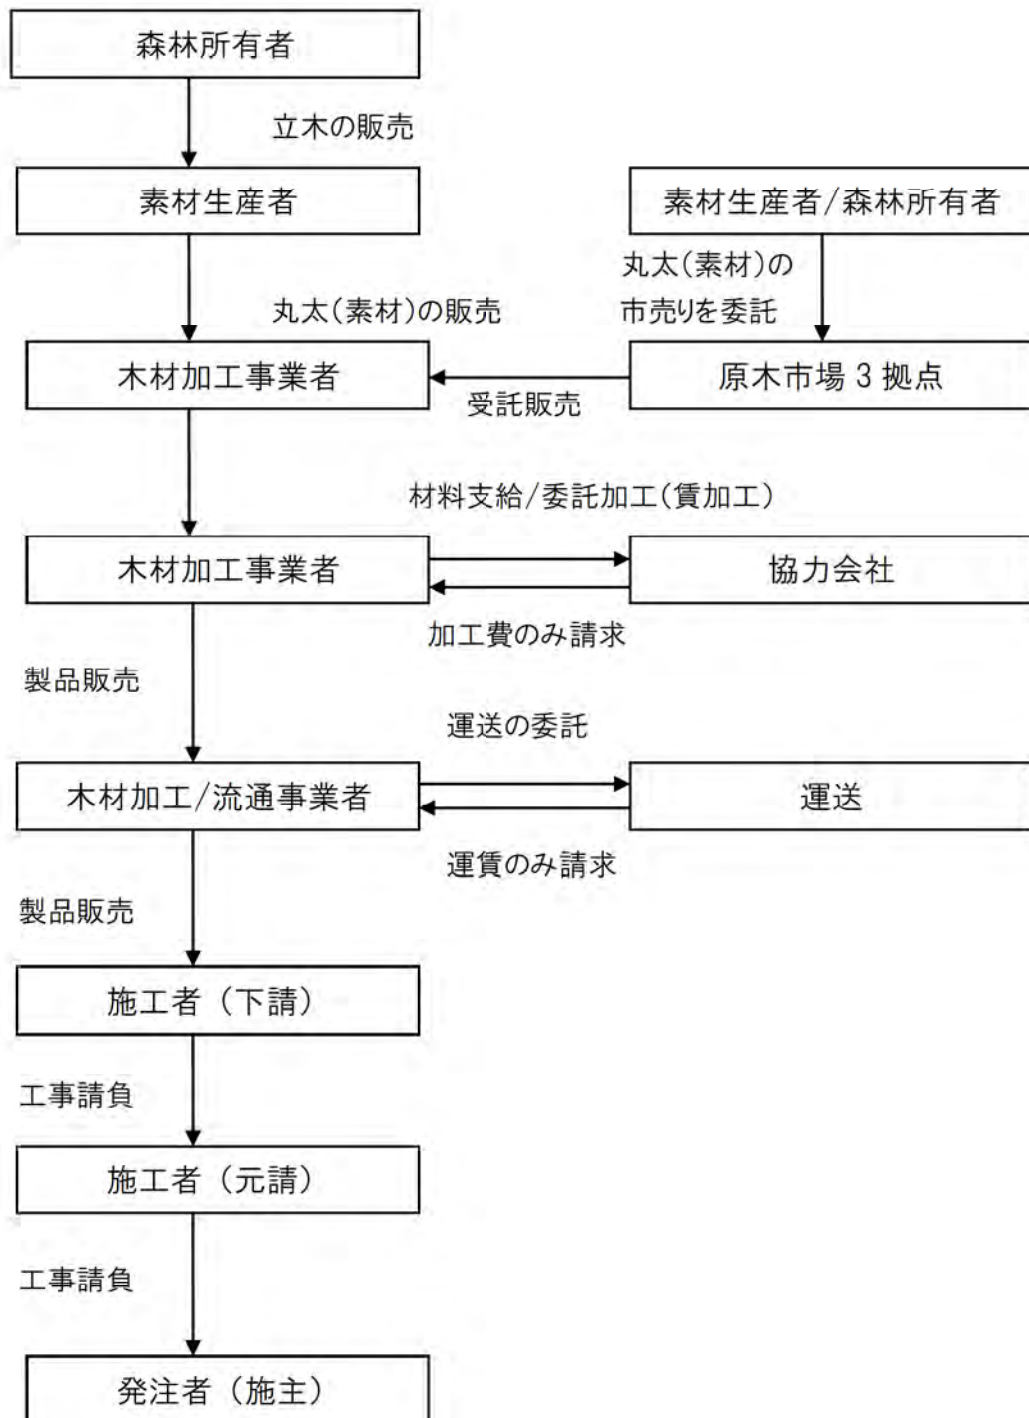 森林所有者
立木の販売
素材生産者
素材生産者/森林所有者
丸太(素材)の
市売りを委託
丸太(素材)の販売
木材加工事業者
原木市場 3 拠点
受託販売
材料支給/委託加工(賃加工)
木材加工事業者
協力会社
加工費のみ請求
製品販売
運送の委託
木材加工/流通事業者
運送
運賃のみ請求
製品販売
施工者（下請）
工事請負
施工者（元請）
工事請負
発注者（施主）